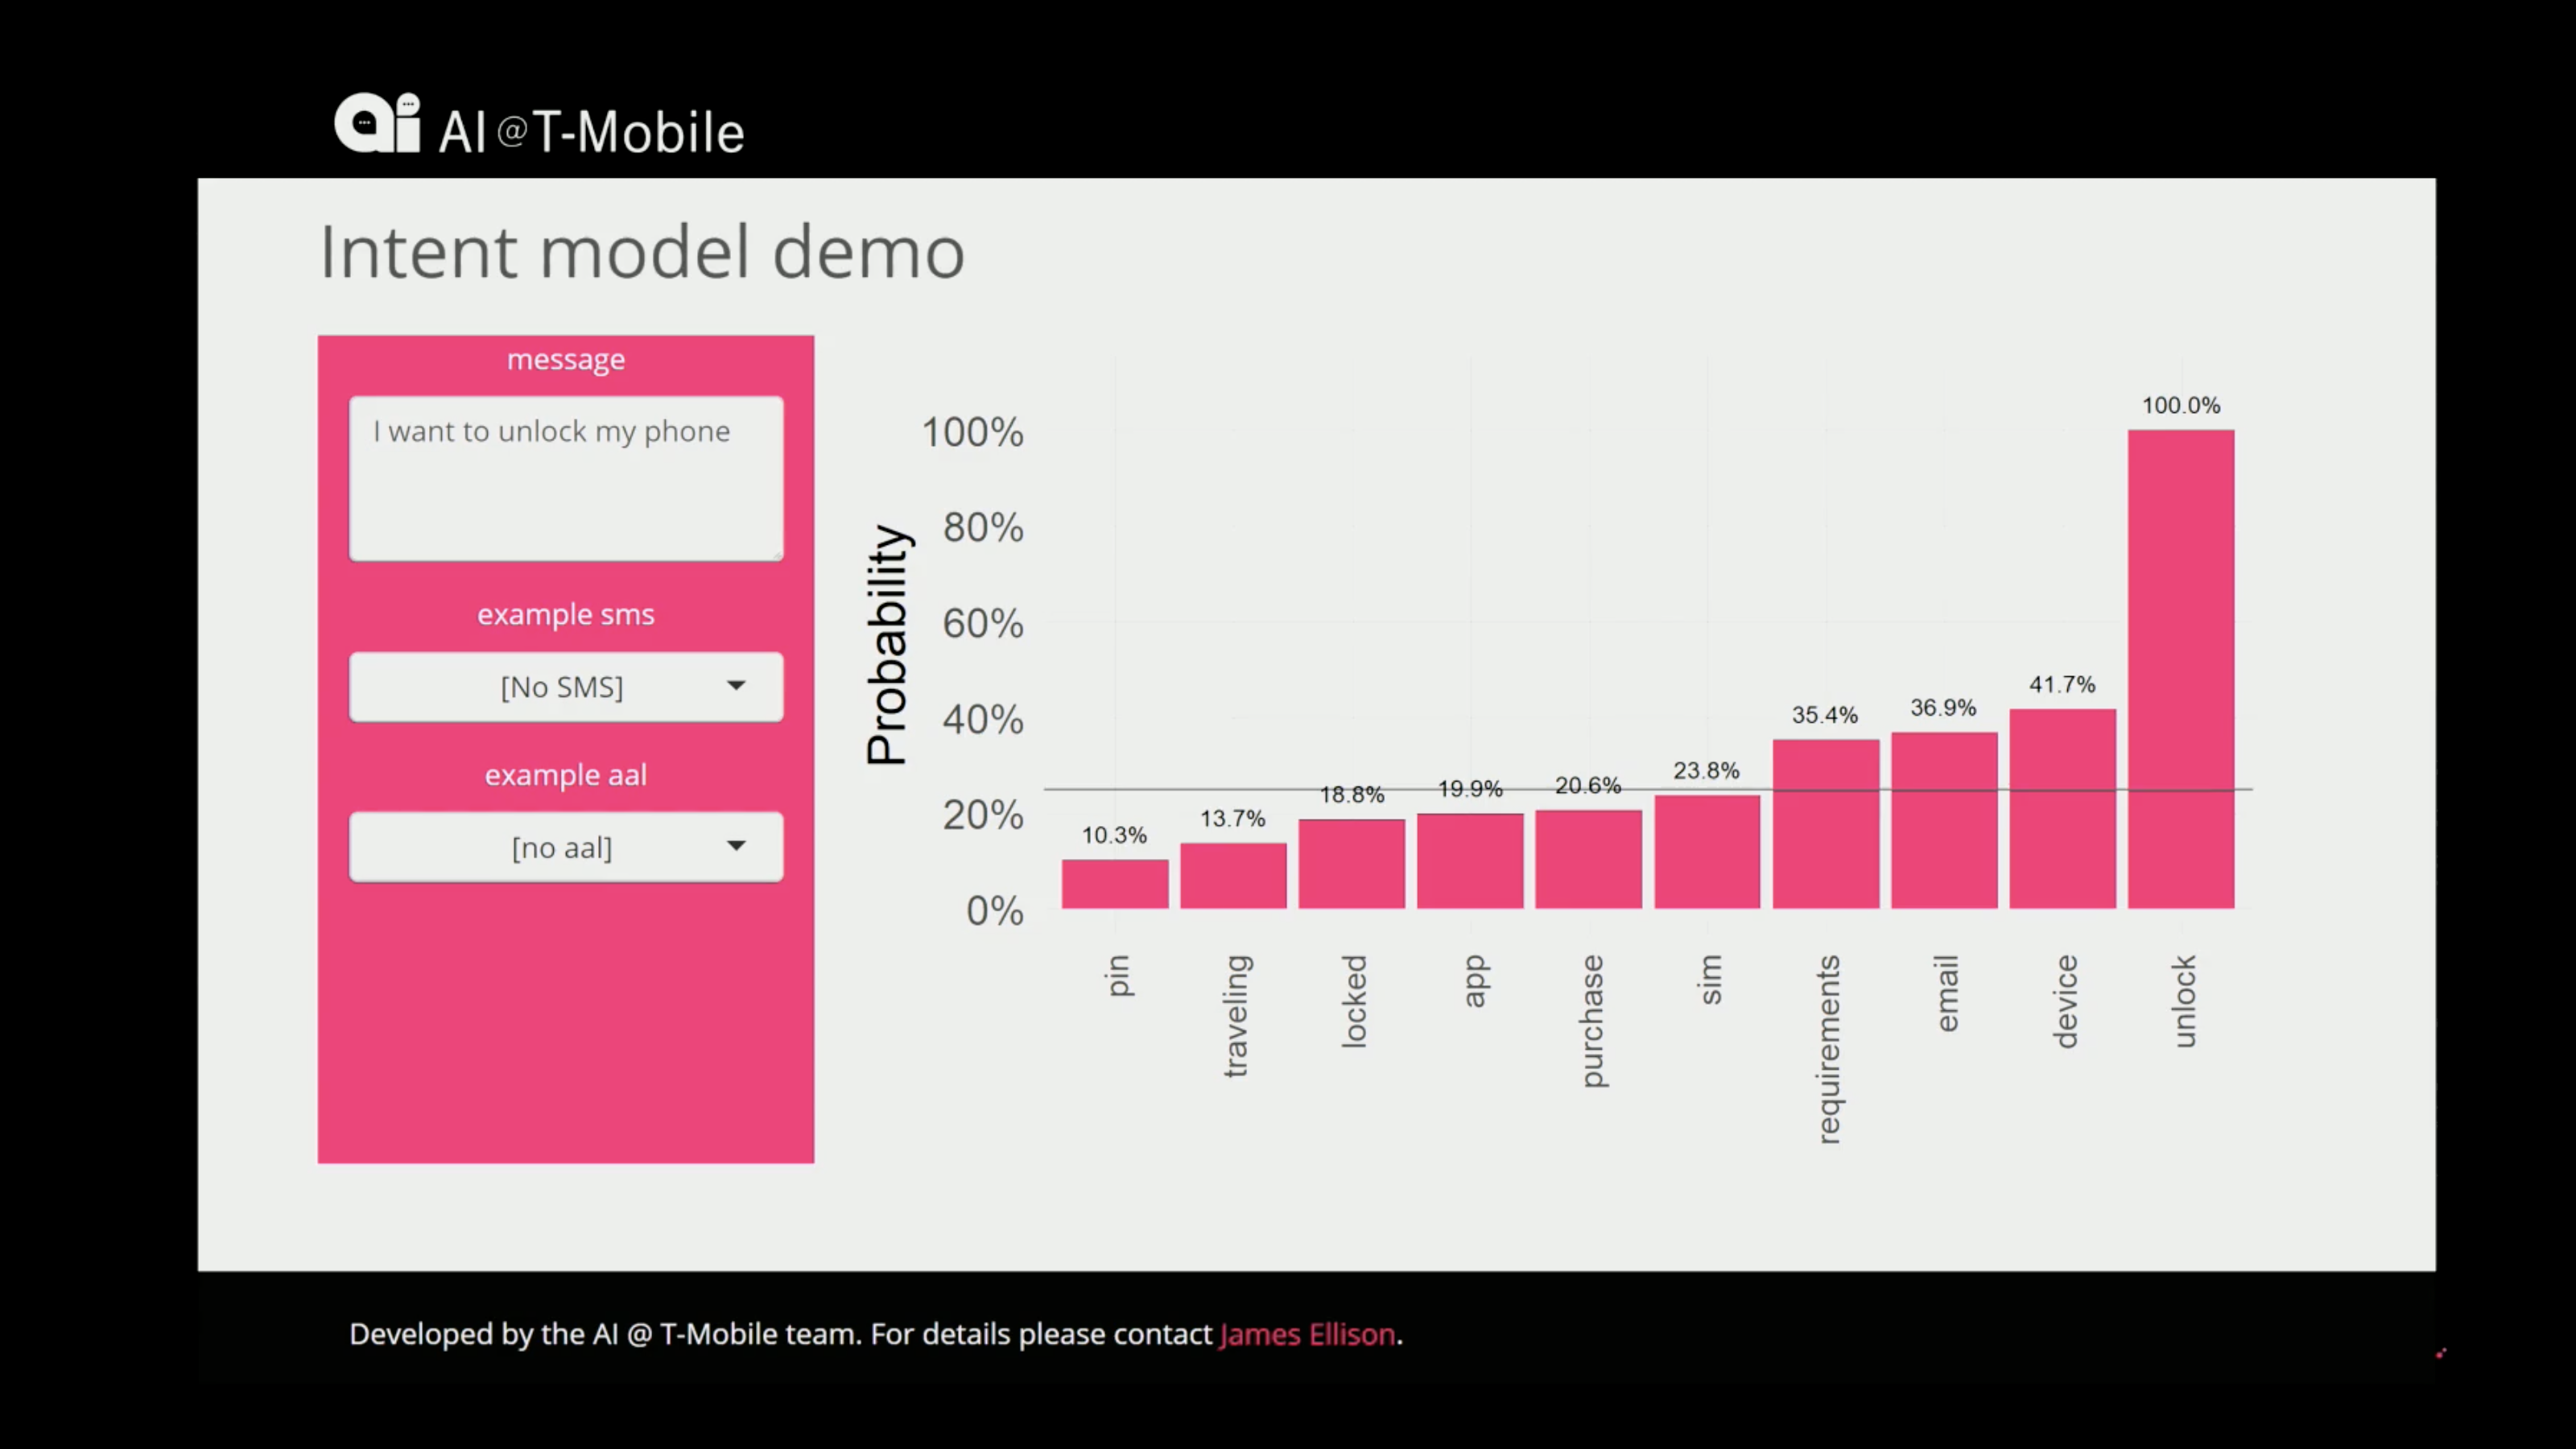 ai AI @ T-Mobile
Intent model demo
message
I want to unlock my phone
example sms
[No SMS]
example aal
[no aal]
Probability
100%
80%
60%
40%
20%
0%
10.3%
13.7%
18.8%
19.9%
20.6%
23.8%
35.4%
36.9%
41.7%
100.0%
pin
traveling
locked
app
purchase
sim
requirements
email
device
unlock
Developed by the AI @ T-Mobile team. For details please contact James Ellison.